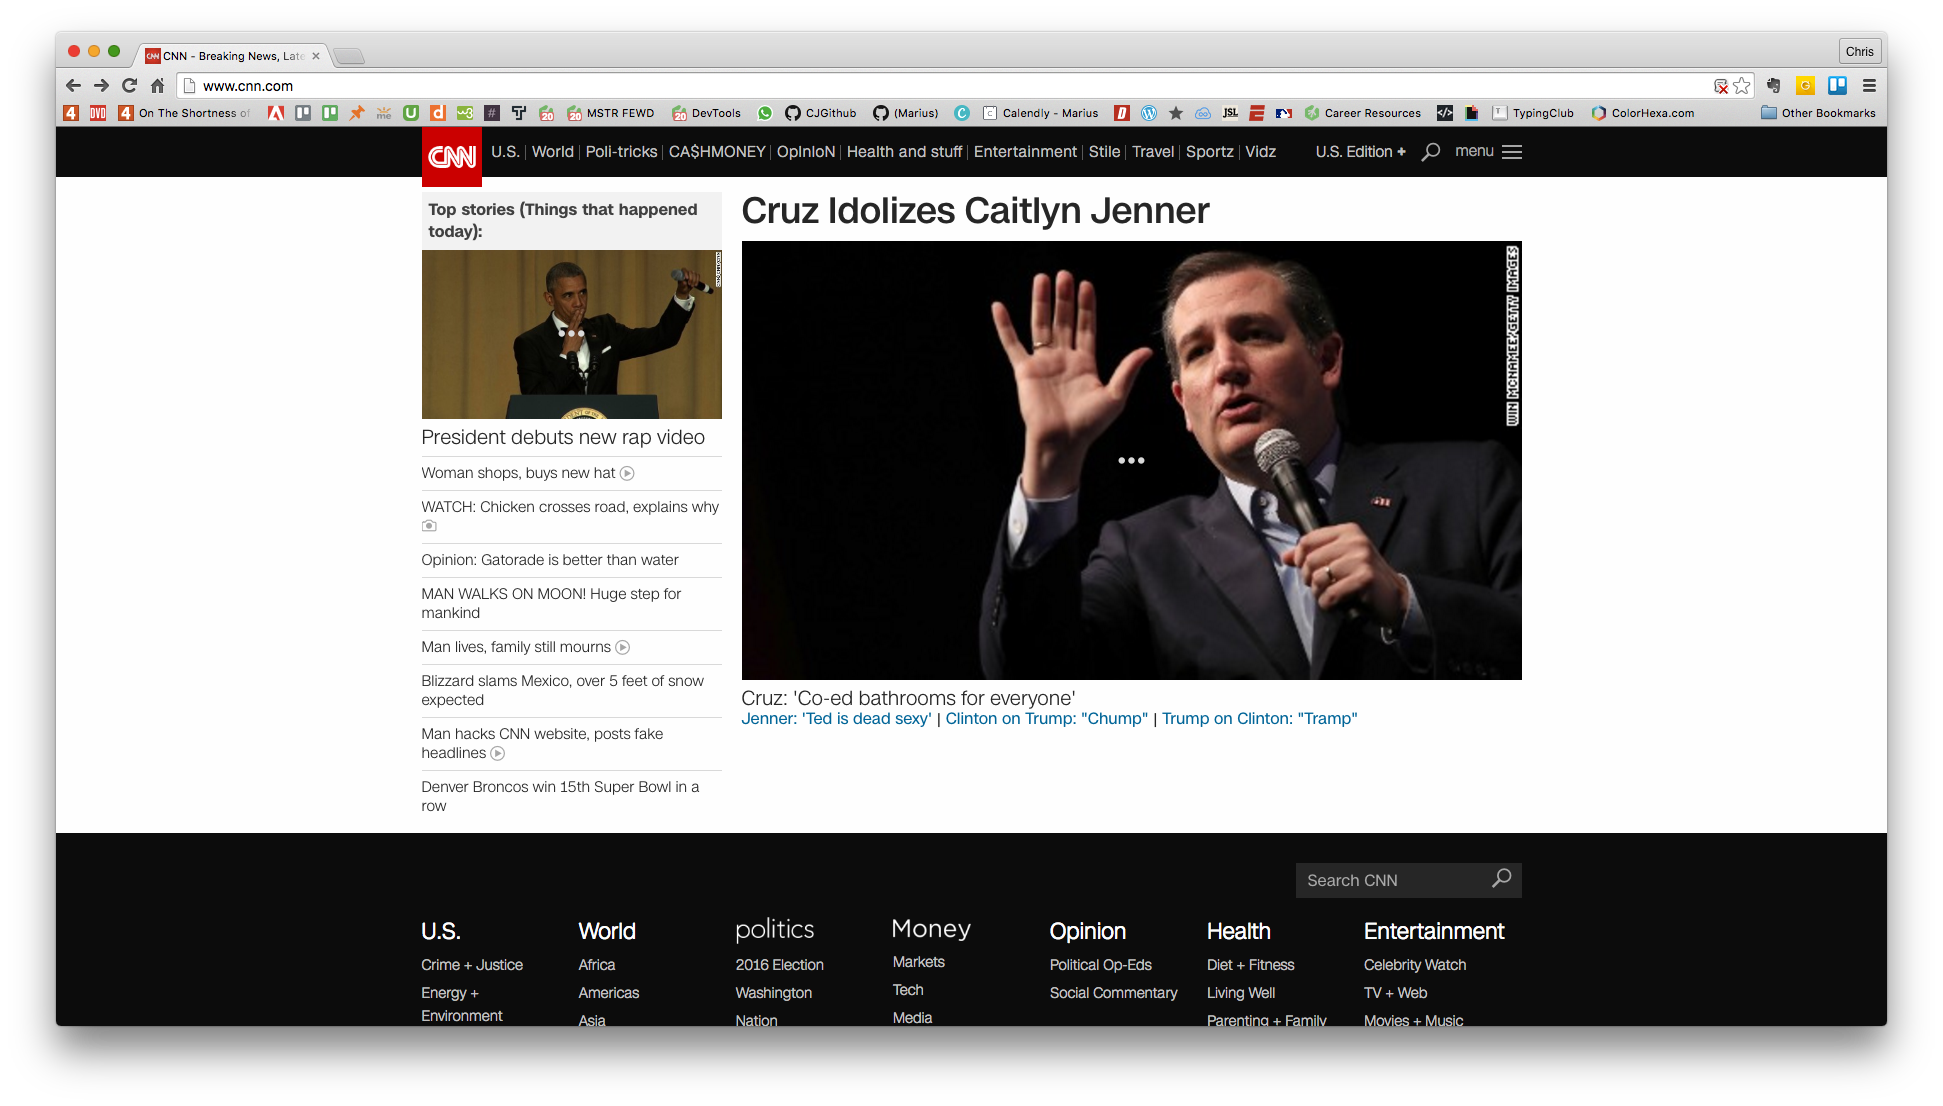 CNN - Breaking News, Late
Chris
www.cnn.com
On The Shortness of
MSTR FEWD
DevTools
CJGithub
(Marius)
Calendly - Marius
Career Resources
TypingClub
ColorHexa.com
Other Bookmarks
CNN U.S. World Poli-tricks CA$HMONEY OpInIoN Health and stuff Entertainment Stile Travel Sportz Vidz U.S. Edition + menu
Top stories (Things that happened
today):
President debuts new rap video
Woman shops, buys new hat
WATCH: Chicken crosses road, explains why
Opinion: Gatorade is better than water
MAN WALKS ON MOON! Huge step for
mankind
Man lives, family still mourns
Blizzard slams Mexico, over 5 feet of snow
expected
Man hacks CNN website, posts fake
headlines
Denver Broncos win 15th Super Bowl in a
row
Cruz Idolizes Caitlyn Jenner
WIN MCNAMEE/GETTY IMAGES
Cruz: 'Co-ed bathrooms for everyone'
Jenner: 'Ted is dead sexy' | Clinton on Trump: "Chump" | Trump on Clinton: "Tramp"
Search CNN
U.S.
Crime + Justice
Energy +
Environment
World
Africa
Americas
Asia
politics
2016 Election
Washington
Nation
Money
Markets
Tech
Media
Opinion
Political Op-Eds
Social Commentary
Health
Diet + Fitness
Living Well
Parenting + Family
Entertainment
Celebrity Watch
TV + Web
Movies + Music